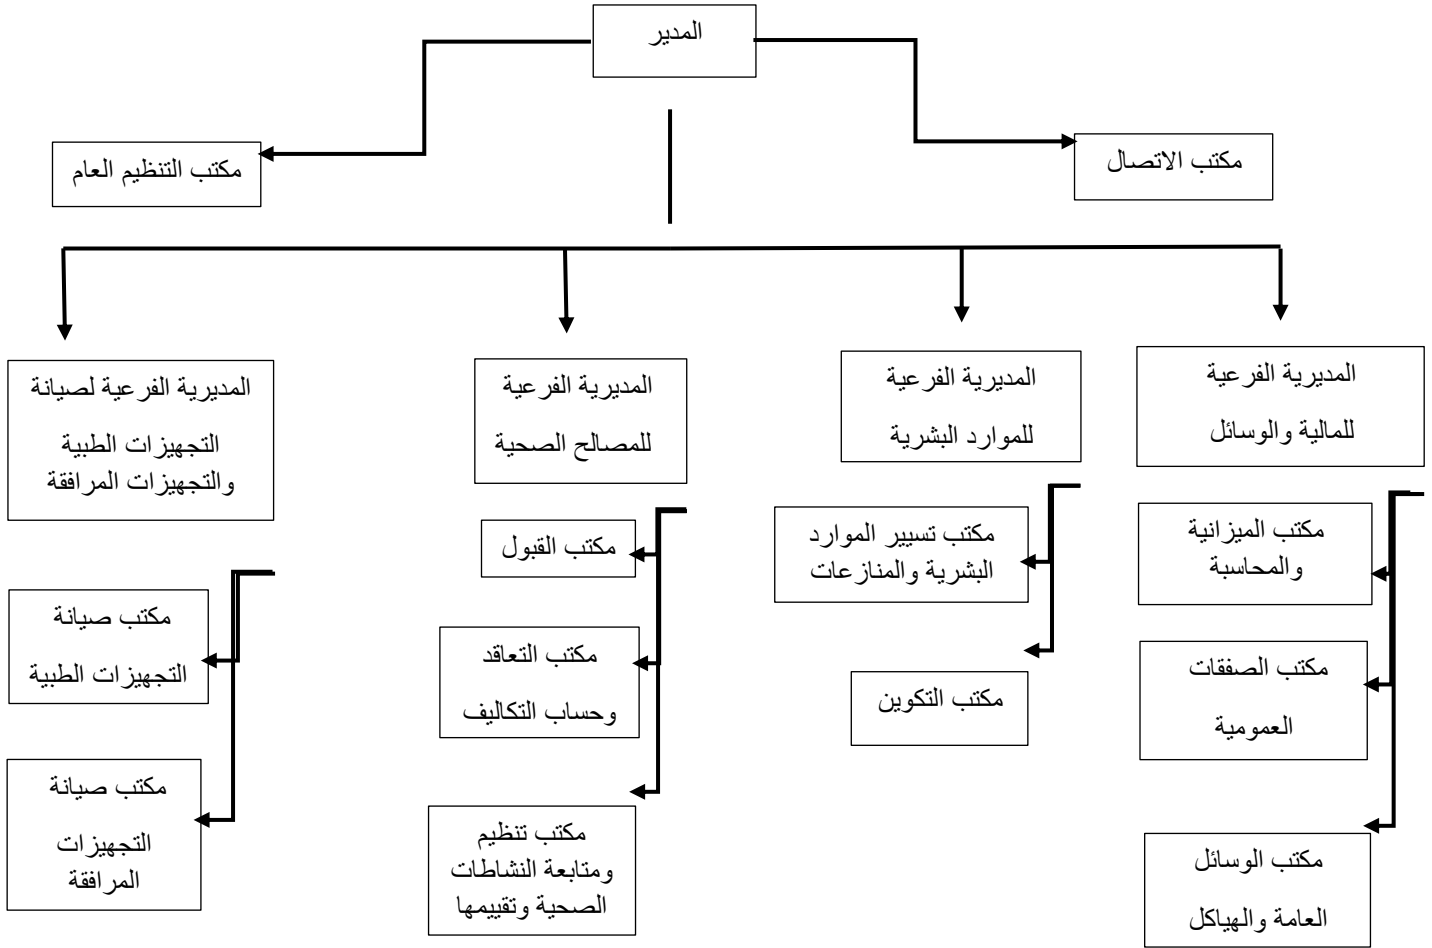 المدير
مكتب الاتصال
مكتب التنظيم العام
المديرية الفرعية
للمالية والوسائل
المديرية الفرعية
للموارد البشرية
المديرية الفرعية
للمصالح الصحية
المديرية الفرعية لصيانة
التجهيزات الطبية
والتجهيزات المرافقة
مكتب الميزانية
والمحاسبة
مكتب الصفقات
العمومية
مكتب الوسائل
العامة والهياكل
مكتب تسيير الموارد
البشرية والمنازعات
مكتب التكوين
مكتب القبول
مكتب التعاقد
وحساب التكاليف
مكتب تنظيم
ومتابعة النشاطات
الصحية وتقييمها
مكتب صيانة
التجهيزات الطبية
مكتب صيانة
التجهيزات
المرافقة